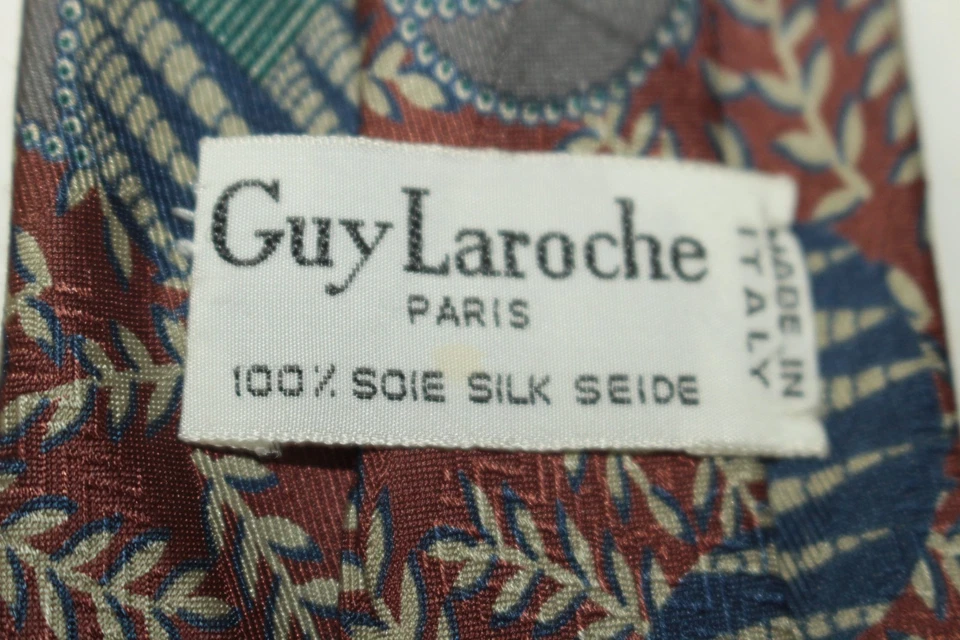 Guy Laroche
PARIS
100% SOIE SILK SEIDE
MADE IN
ITALY